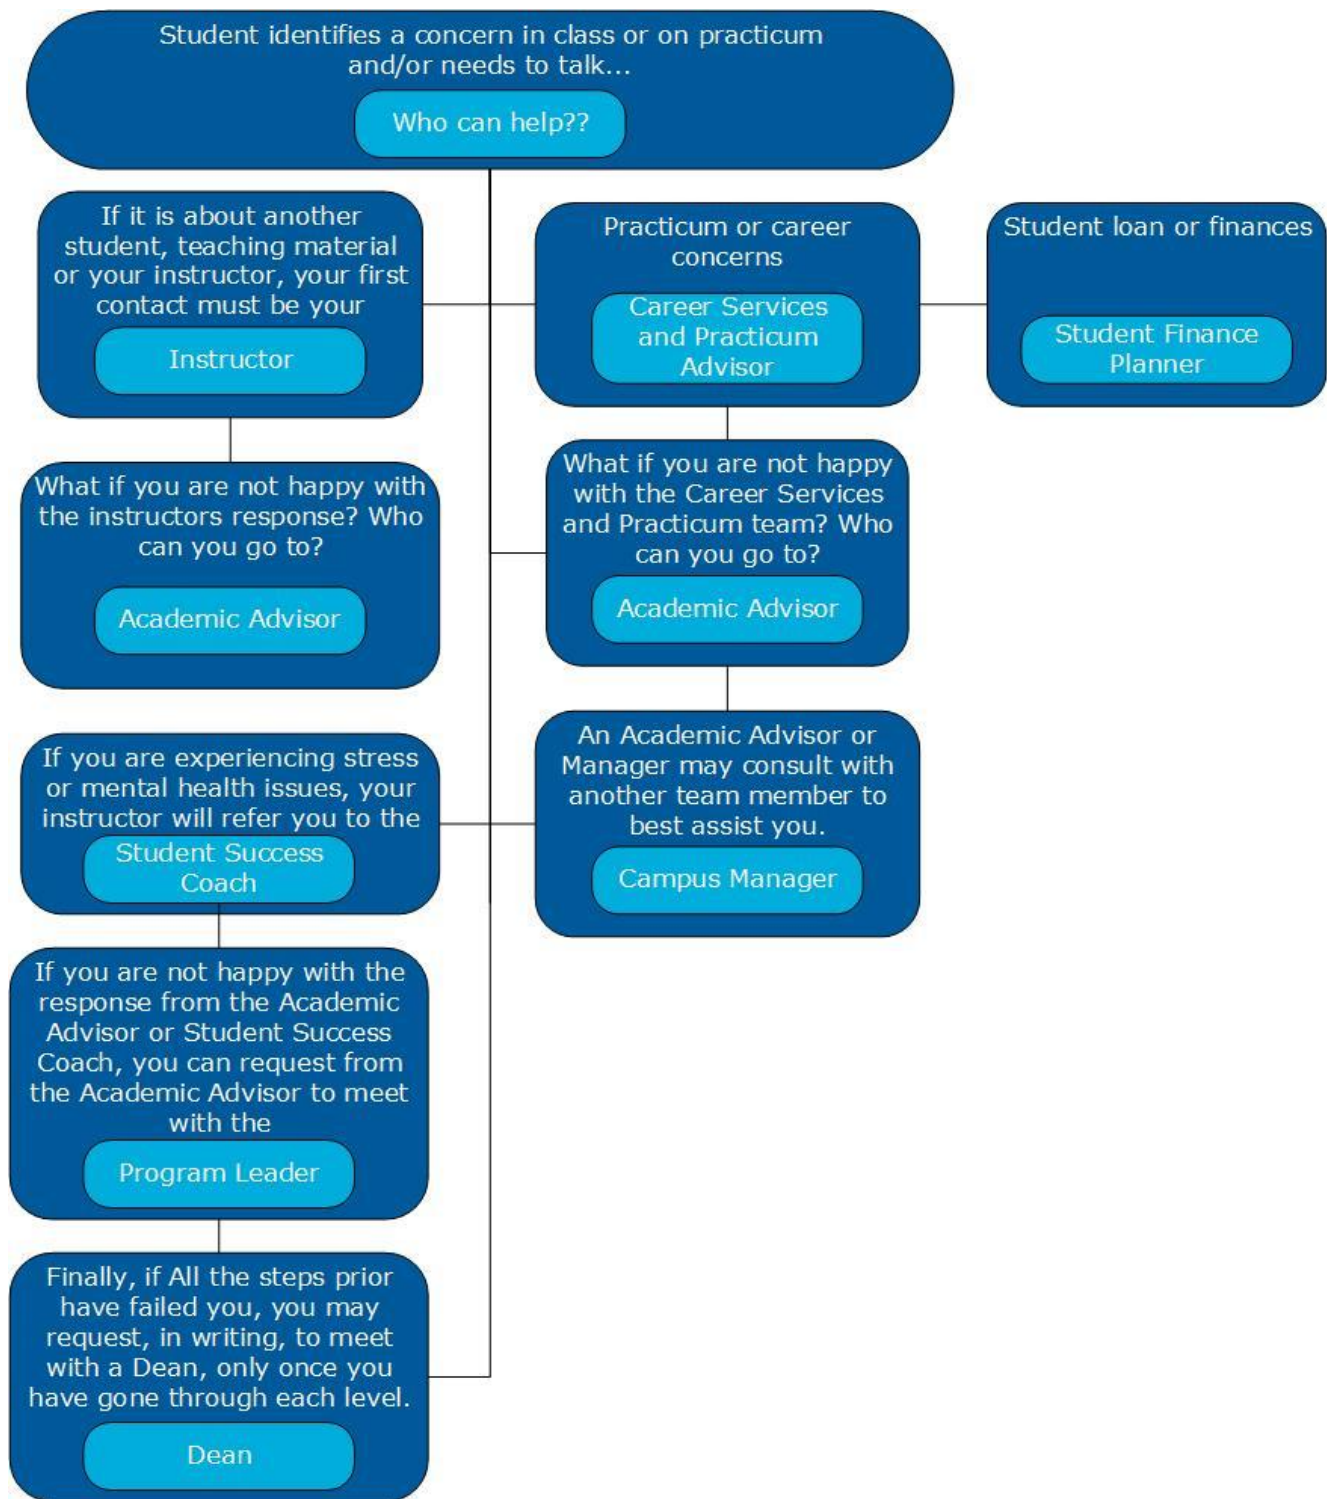 Student identifies a concern in class or on practicum
and/or needs to talk...
Who can help??
If it is about another
student, teaching material
or your instructor, your first
contact must be your
Instructor
Practicum or career
concerns
Career Services
and Practicum
Advisor
Student loan or finances
Student Finance
Planner
What if you are not happy with
the instructors response? Who
can you go to?
Academic Advisor
What if you are not happy
with the Career Services
and Practicum team? Who
can you go to?
Academic Advisor
If you are experiencing stress
or mental health issues, your
instructor will refer you to the
Student Success
Coach
An Academic Advisor or
Manager may consult with
another team member to
best assist you.
Campus Manager
If you are not happy with the
response from the Academic
Advisor or Student Success
Coach, you can request from
the Academic Advisor to meet
with the
Program Leader
Finally, if All the steps prior
have failed you, you may
request, in writing, to meet
with a Dean, only once you
have gone through each level.
Dean